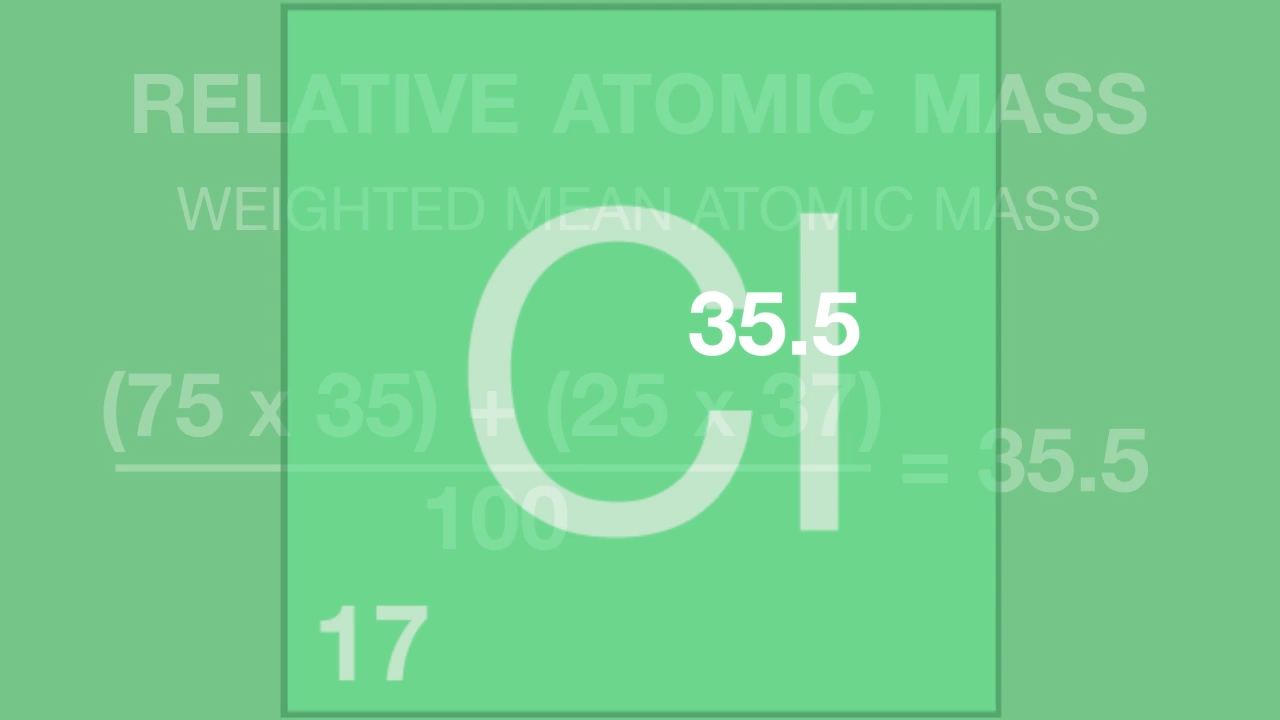 RELATIVE ATOMIC MASS
WEIGHTED MEAN ATOMIC MASS
Cl
35.5
(75 x 35) + (25 x 37)
= 35.5
100
17